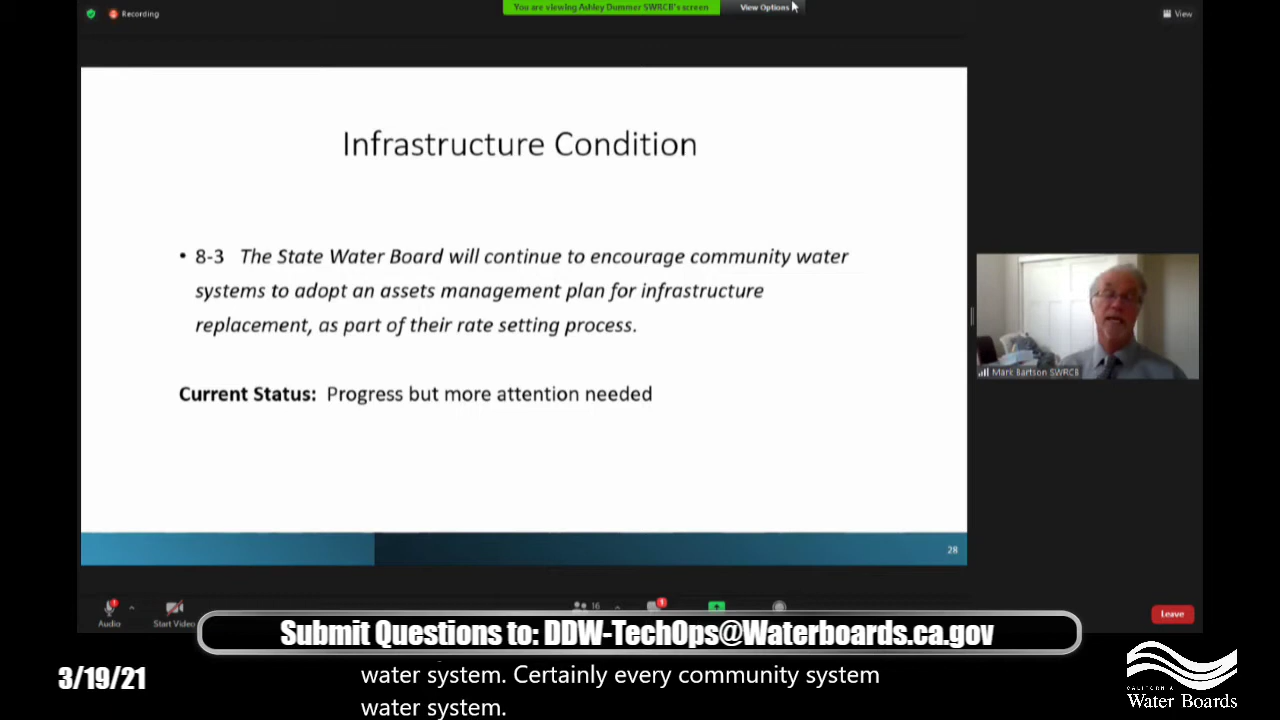 Recording
You are viewing Ashley Dummer SWRCB's screen
View Options
View
Infrastructure Condition
• 8-3 The State Water Board will continue to encourage community water
systems to adopt an assets management plan for infrastructure
replacement, as part of their rate setting process.
Current Status: Progress but more attention needed
28
Mark Bartson SWRCB
1
Audio
Start Video
16
1
Leave
Submit Questions to: DDW-TechOps@Waterboards.ca.gov
water system. Certainly every community system
water system.
3/19/21
CALIFORNIA
Water Boards